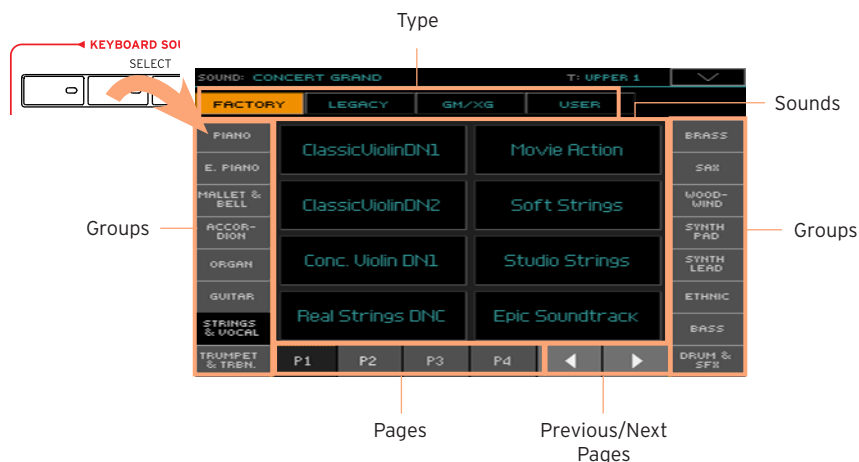 Type
KEYBOARD SOU
SELECT
SOUND: CONCERT GRAND
T: UPPER 1
FACTORY
LEGACY
GM/XG
USER
Sounds
PIANO
E. PIANO
MALLET &
BELL
ACCOR-
DION
ORGAN
GUITAR
STRINGS
& VOCAL
TRUMPET
& TRBN.
Groups
ClassicViolinDN1
Movie Action
ClassicViolinDN2
Soft Strings
Conc. Violin DN1
Studio Strings
Real Strings DNC
Epic Soundtrack
BRASS
SAX
WOOD-
WIND
SYNTH
PAD
SYNTH
LEAD
ETHNIC
BASS
DRUM &
SFX
Groups
P1
P2
P3
P4
Pages
Previous/Next
Pages